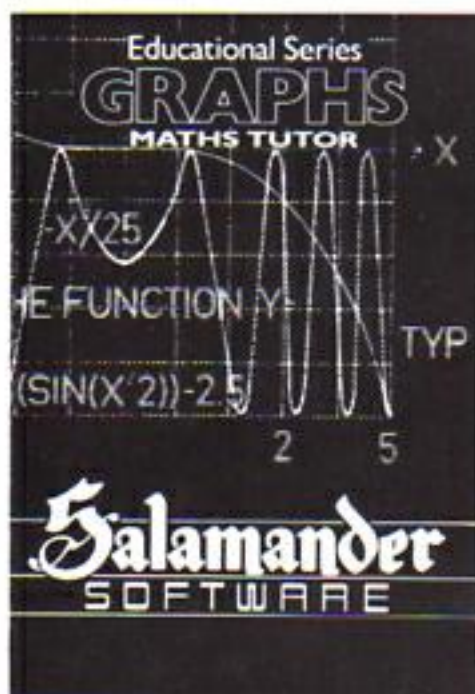 Educational Series
GRAPHS
MATHS TUTOR
X
-X/25
HE FUNCTION Y-
TYP
(SIN(X'2))-2.5
2 5
Salamander
SOFTWARE